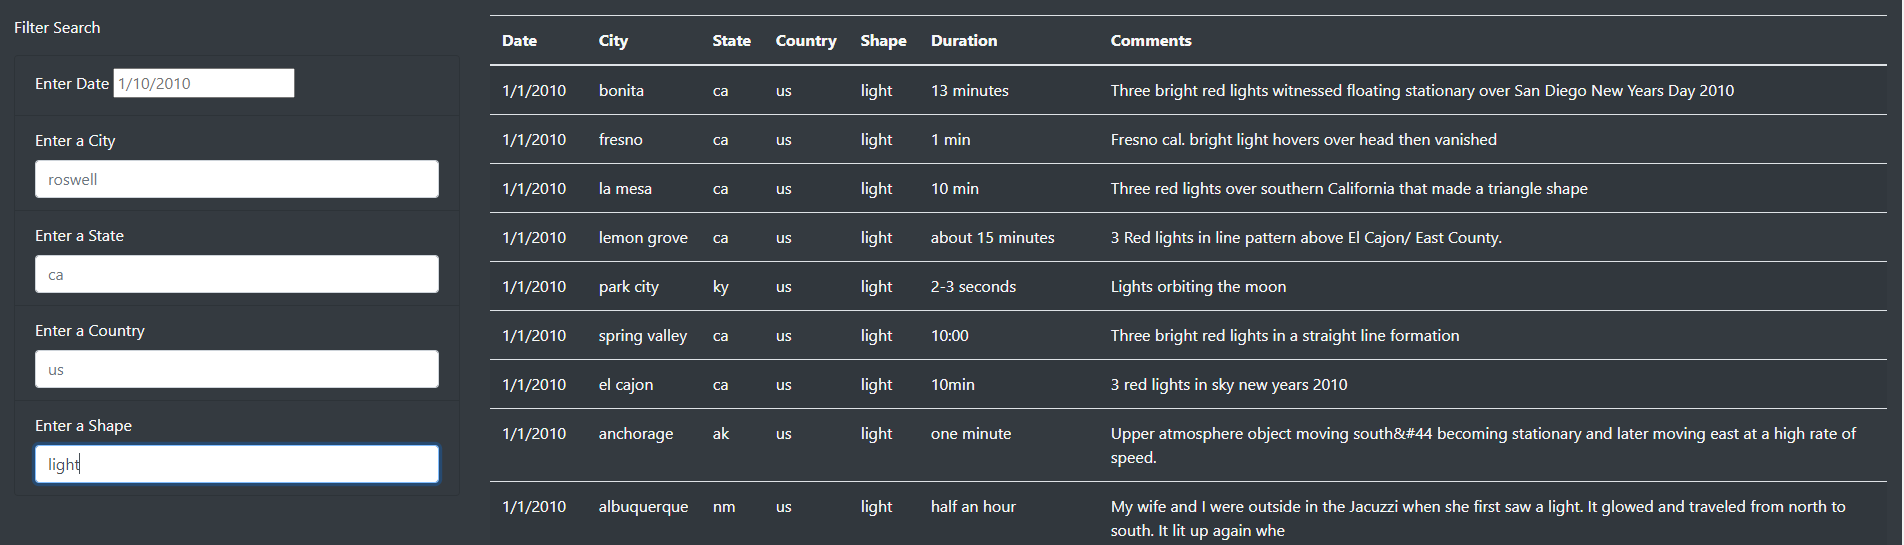 Filter Search
Enter Date 1/10/2010
Enter a City
roswell
Enter a State
ca
Enter a Country
us
Enter a Shape
light
Date City State Country Shape Duration Comments
1/1/2010 bonita ca us light 13 minutes Three bright red lights witnessed floating stationary over San Diego New Years Day 2010
1/1/2010 fresno ca us light 1 min Fresno cal. bright light hovers over head then vanished
1/1/2010 la mesa ca us light 10 min Three red lights over southern California that made a triangle shape
1/1/2010 lemon grove ca us light about 15 minutes 3 Red lights in line pattern above El Cajon/ East County.
1/1/2010 park city ky us light 2-3 seconds Lights orbiting the moon
1/1/2010 spring valley ca us light 10:00 Three bright red lights in a straight line formation
1/1/2010 el cajon ca us light 10min 3 red lights in sky new years 2010
1/1/2010 anchorage ak us light one minute Upper atmosphere object moving south&#44 becoming stationary and later moving east at a high rate of
speed.
1/1/2010 albuquerque nm us light half an hour My wife and I were outside in the Jacuzzi when she first saw a light. It glowed and traveled from north to
south. It lit up again whe